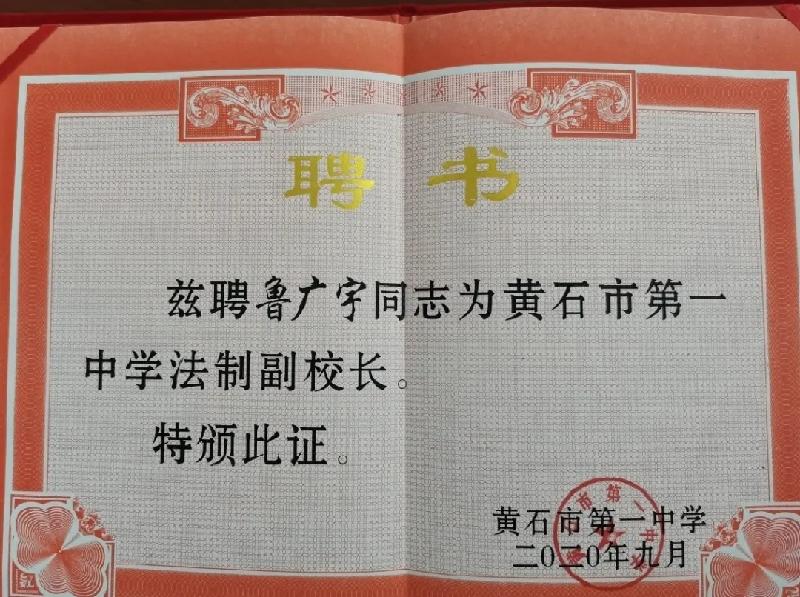 聘书
兹聘鲁广宇同志为黄石市第一
中学法制副校长。
特颁此证。
黄石市第一中学
二〇二〇年九月